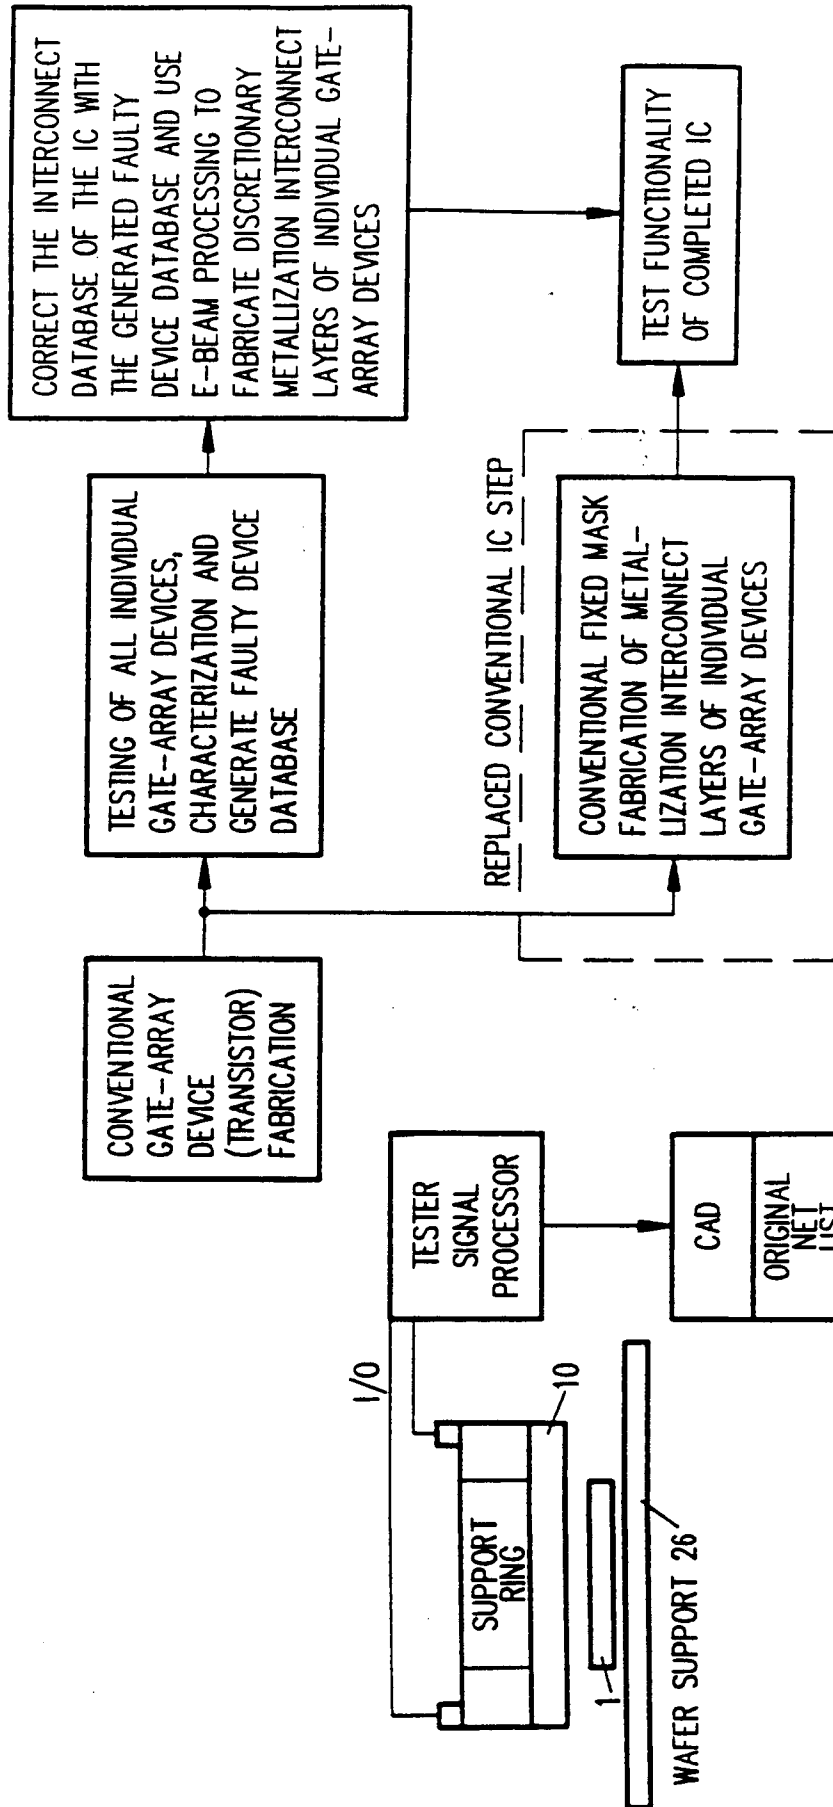 CONVENTIONAL
GATE-ARRAY
DEVICE
(TRANSISTOR)
FABRICATION
TESTING OF ALL INDIVIDUAL
GATE-ARRAY DEVICES,
CHARACTERIZATION AND
GENERATE FAULTY DEVICE
DATABASE
CORRECT THE INTERCONNECT
DATABASE OF THE IC WITH
THE GENERATED FAULTY
DEVICE DATABASE AND USE
E-BEAM PROCESSING TO
FABRICATE DISCRETIONARY
METALLIZATION INTERCONNECT
LAYERS OF INDIVIDUAL GATE-
ARRAY DEVICES
REPLACED CONVENTIONAL IC STEP
CONVENTIONAL FIXED MASK
FABRICATION OF METAL-
LIZATION INTERCONNECT
LAYERS OF INDIVIDUAL
GATE-ARRAY DEVICES
TEST FUNCTIONALITY
OF COMPLETED IC
I/O
TESTER
SIGNAL
PROCESSOR
SUPPORT
RING
10
1
WAFER SUPPORT 26
CAD
ORIGINAL
NET
LIST